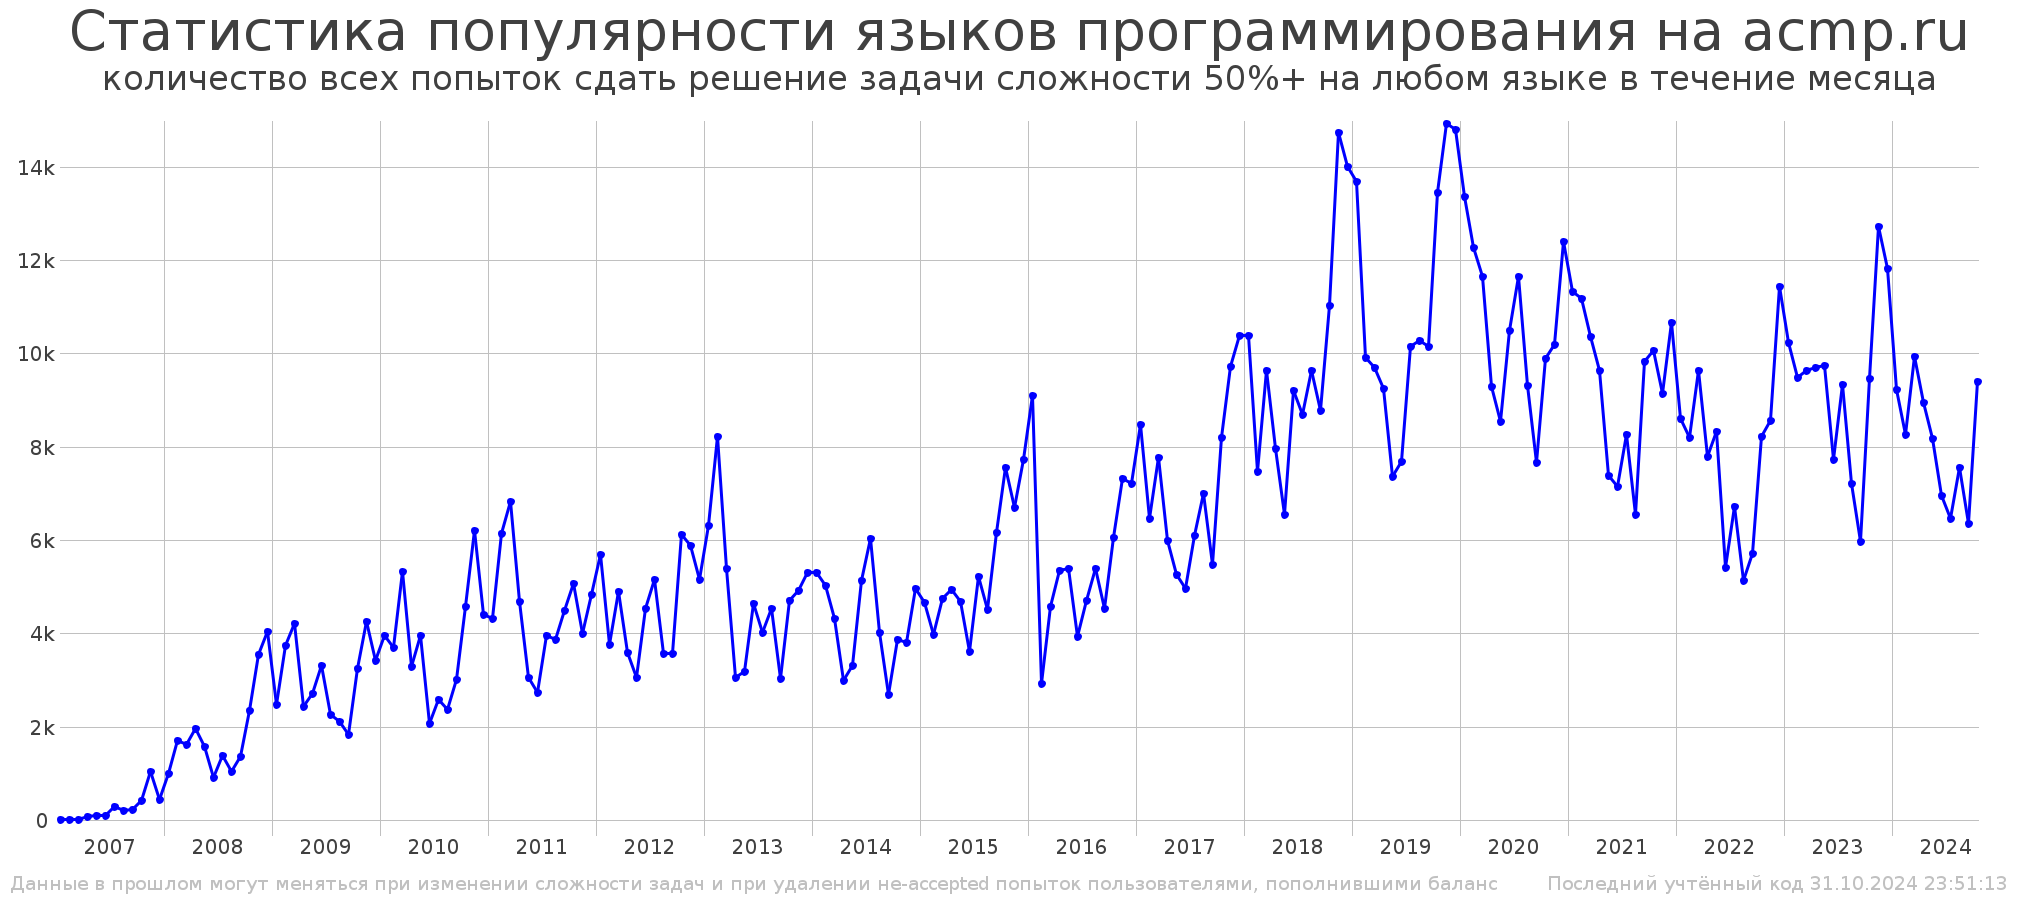 Статистика популярности языков программирования на acmp.ru
количество всех попыток сдать решение задачи сложности 50%+ на любом языке в течение месяца
14k
12k
10k
8k
6k
4k
2k
0
2007 2008 2009 2010 2011 2012 2013 2014 2015 2016 2017 2018 2019 2020 2021 2022 2023 2024
Данные в прошлом могут меняться при изменении сложности задач и при удалении не-accepted попыток пользователями, пополнившими баланс
Последний учтённый код 31.10.2024 23:51:13